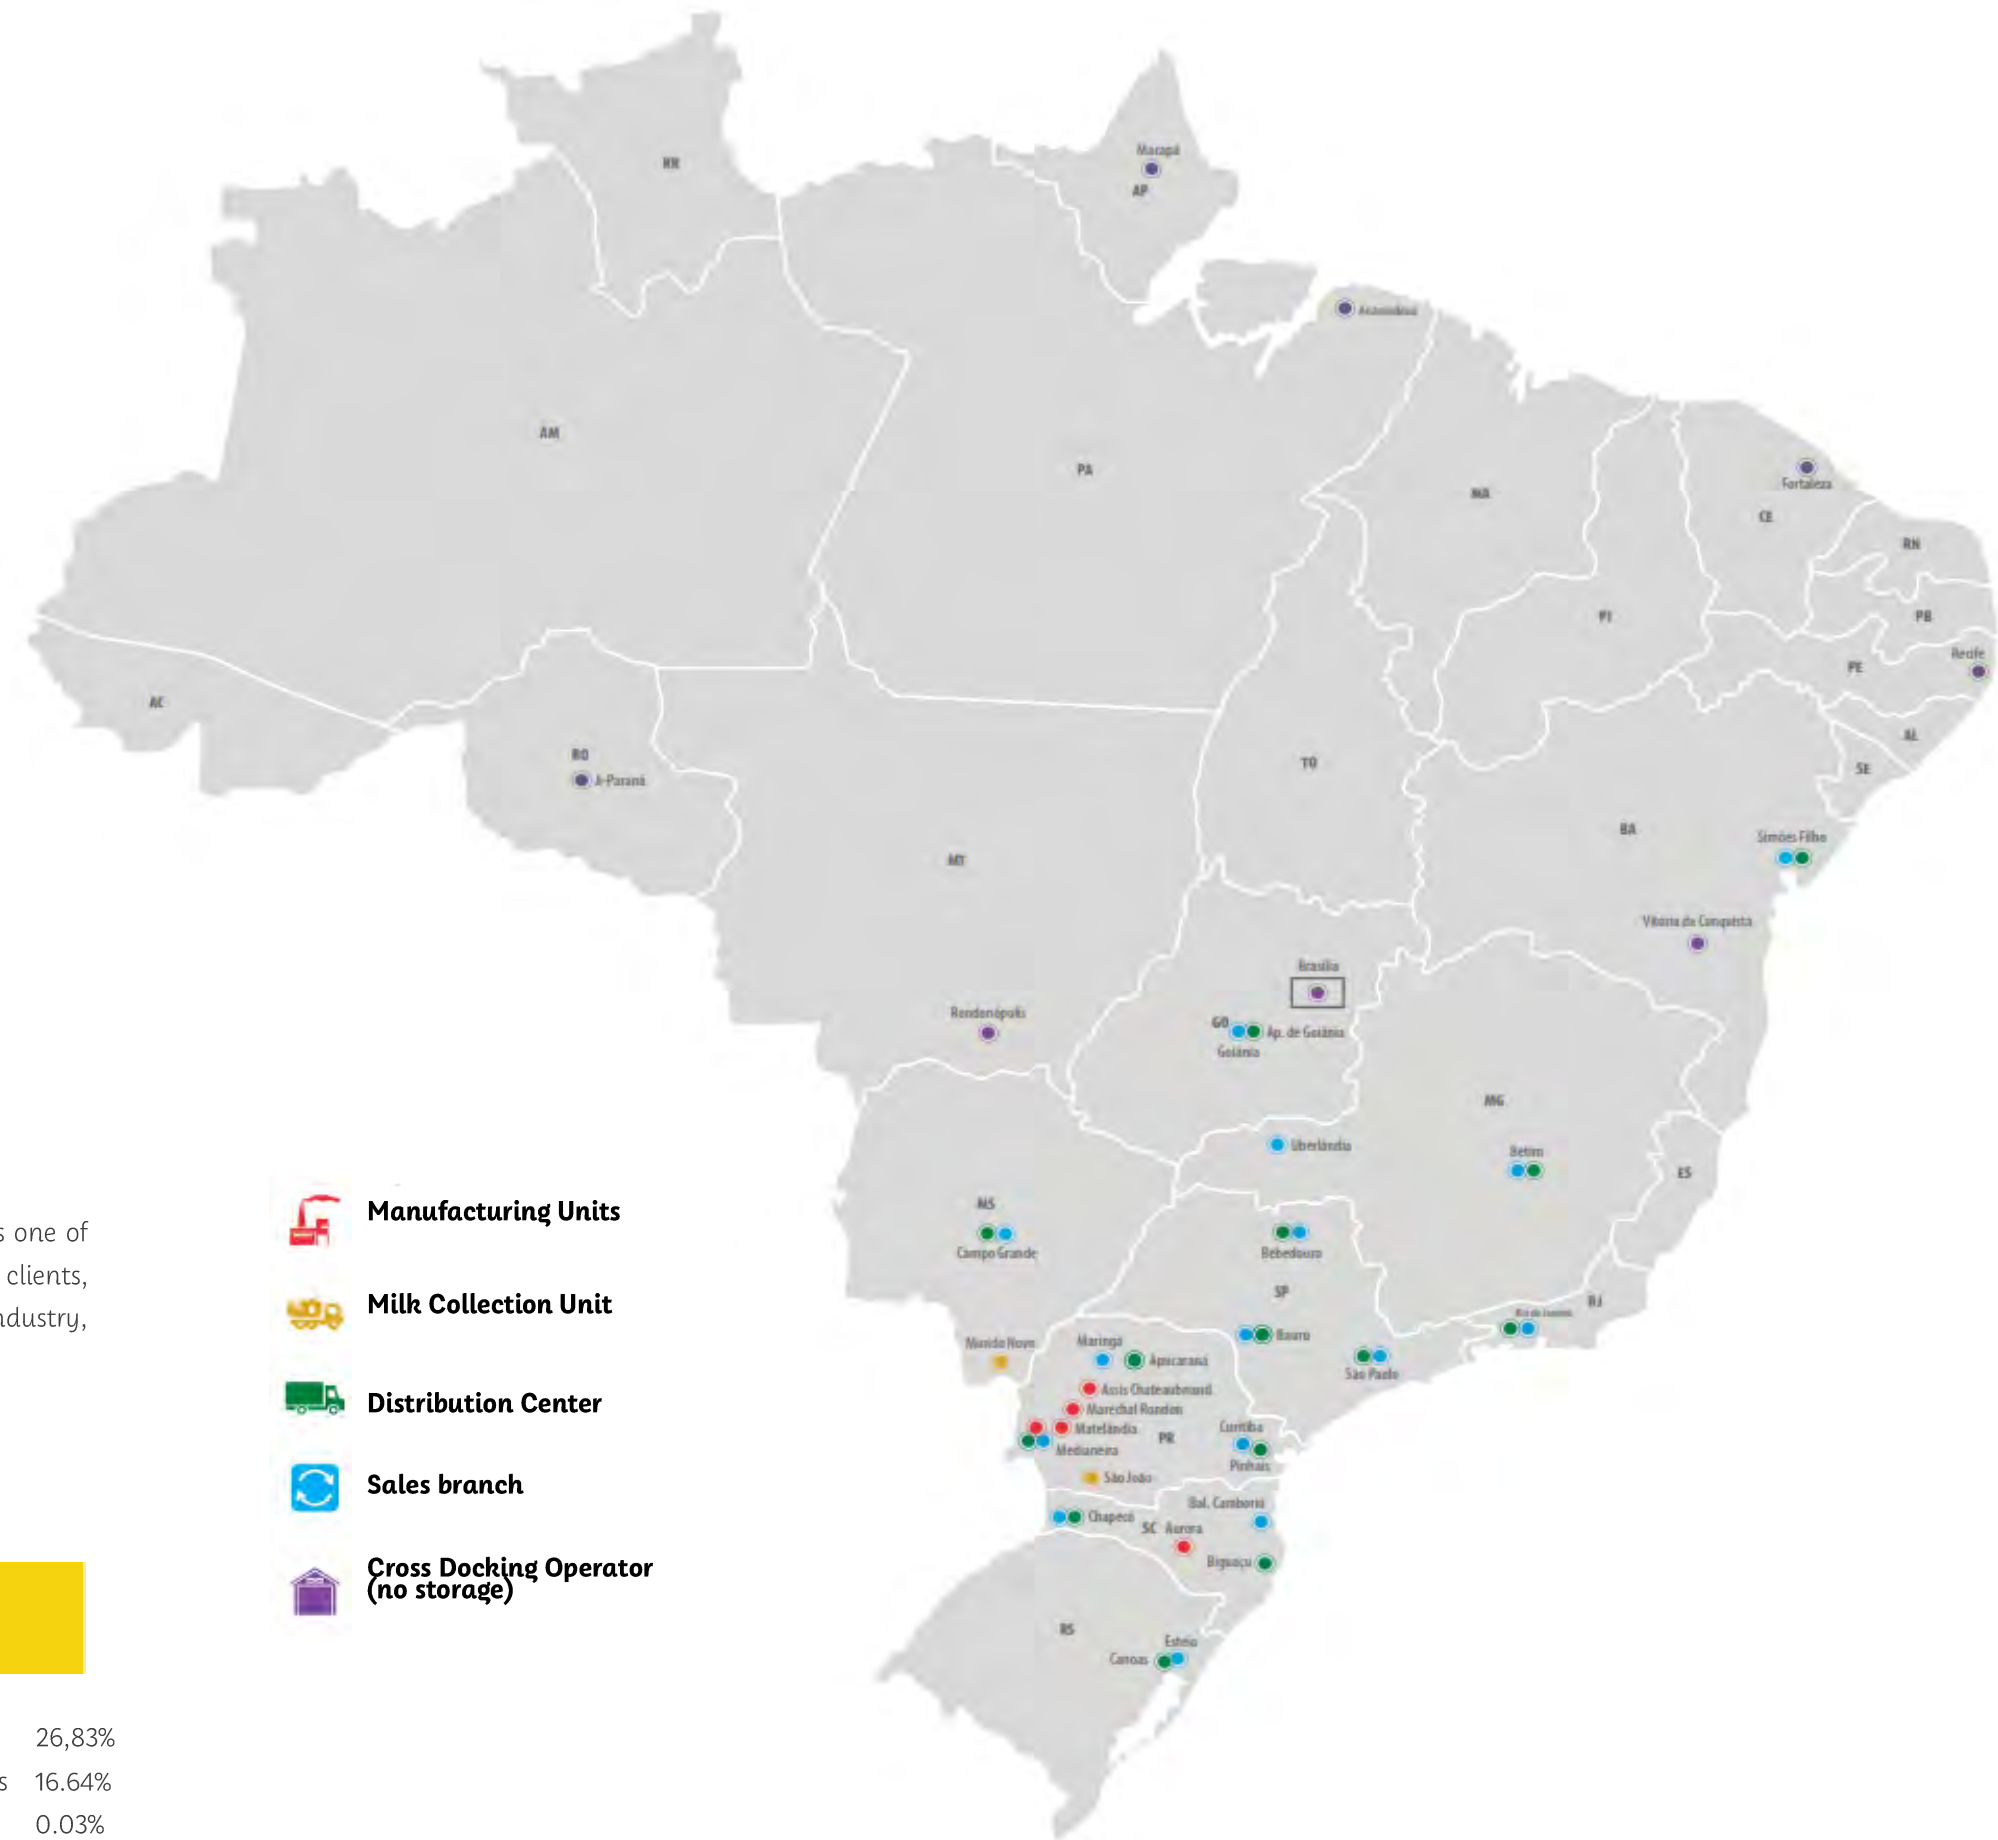 RR
Macapá
AP
AM
PA
MA
Fortaleza
CE
RN
PI
PB
PE
Recife
AC
AL
RO
Ji-Paraná
TO
SE
BA
Simões Filho
MT
Vitória da Conquista
Brasília
Rondonópolis
GO
Ap. de Goiânia
Goiânia
MG
Uberlândia
Betim
ES
MS
Campo Grande
Bebedouro
SP
RJ
Rio de Janeiro
Bauru
São Paulo
Mundo Novo
Maringá
Apucarana
Assis Chateaubriand
Marechal Rondon
Matelândia
PR
Medianeira
Curitiba
Pinhais
São João
Bal. Camboriú
Chapecó
SC
Aurora
Biguaçu
RS
Esteio
Canoas
Manufacturing Units
Milk Collection Unit
Distribution Center
Sales branch
Cross Docking Operator
(no storage)
s one of
clients,
ndustry,
26,83%
s 16.64%
0.03%